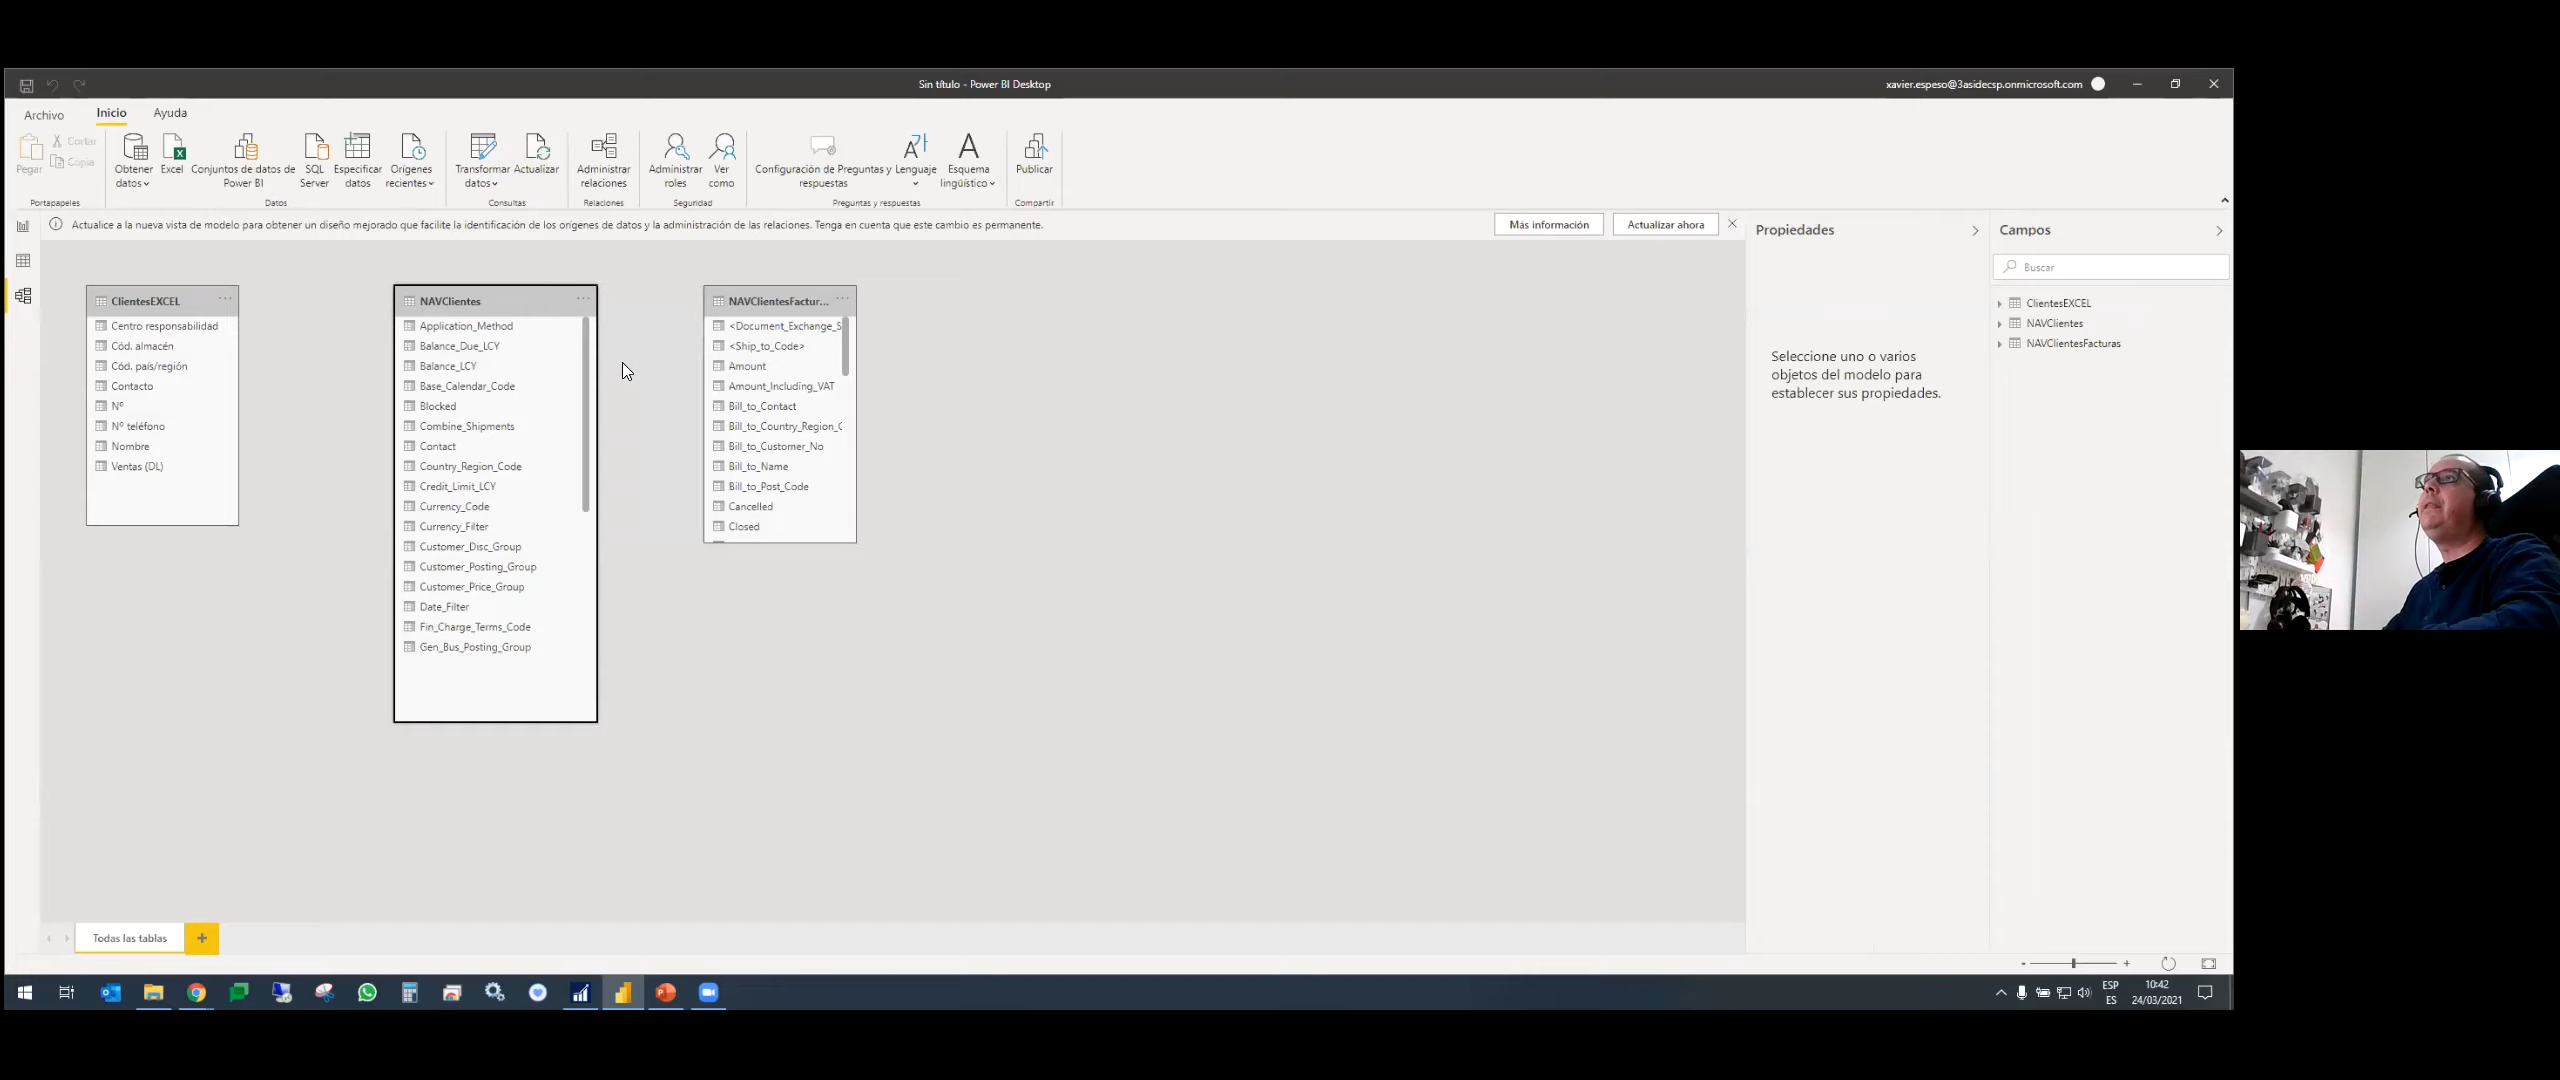 Sin título - Power BI Desktop
xavier.espeso@3asidecsp.onmicrosoft.com
Archivo
Inicio
Ayuda
Pegar
Cortar
Copia
Portapapeles
Obtener datos
Excel
Conjuntos de datos de Power BI
SQL Server
Especificar datos
Orígenes recientes
Datos
Transformar datos
Actualizar
Consultas
Administrar relaciones
Relaciones
Administrar roles
Ver como
Seguridad
Configuración de Preguntas y respuestas
Lenguaje
Esquema lingüístico
Preguntas y respuestas
Publicar
Compartir
Actualice a la nueva vista de modelo para obtener un diseño mejorado que facilite la identificación de los orígenes de datos y la administración de las relaciones. Tenga en cuenta que este cambio es permanente.
Más información
Actualizar ahora
ClientesEXCEL
Centro responsabilidad
Cód. almacén
Cód. país/región
Contacto
Nº
Nº teléfono
Nombre
Ventas (DL)
NAVClientes
Application_Method
Balance_Due_LCY
Balance_LCY
Base_Calendar_Code
Blocked
Combine_Shipments
Contact
Country_Region_Code
Credit_Limit_LCY
Currency_Code
Currency_Filter
Customer_Disc_Group
Customer_Posting_Group
Customer_Price_Group
Date_Filter
Fin_Charge_Terms_Code
Gen_Bus_Posting_Group
NAVClientesFactur...
<Document_Exchange_S
<Ship_to_Code>
Amount
Amount_Including_VAT
Bill_to_Contact
Bill_to_Country_Region_C
Bill_to_Customer_No
Bill_to_Name
Bill_to_Post_Code
Cancelled
Closed
Propiedades
Seleccione uno o varios
objetos del modelo para
establecer sus propiedades.
Campos
Buscar
ClientesEXCEL
NAVClientes
NAVClientesFacturas
Todas las tablas
ESP
ES
10:42
24/03/2021